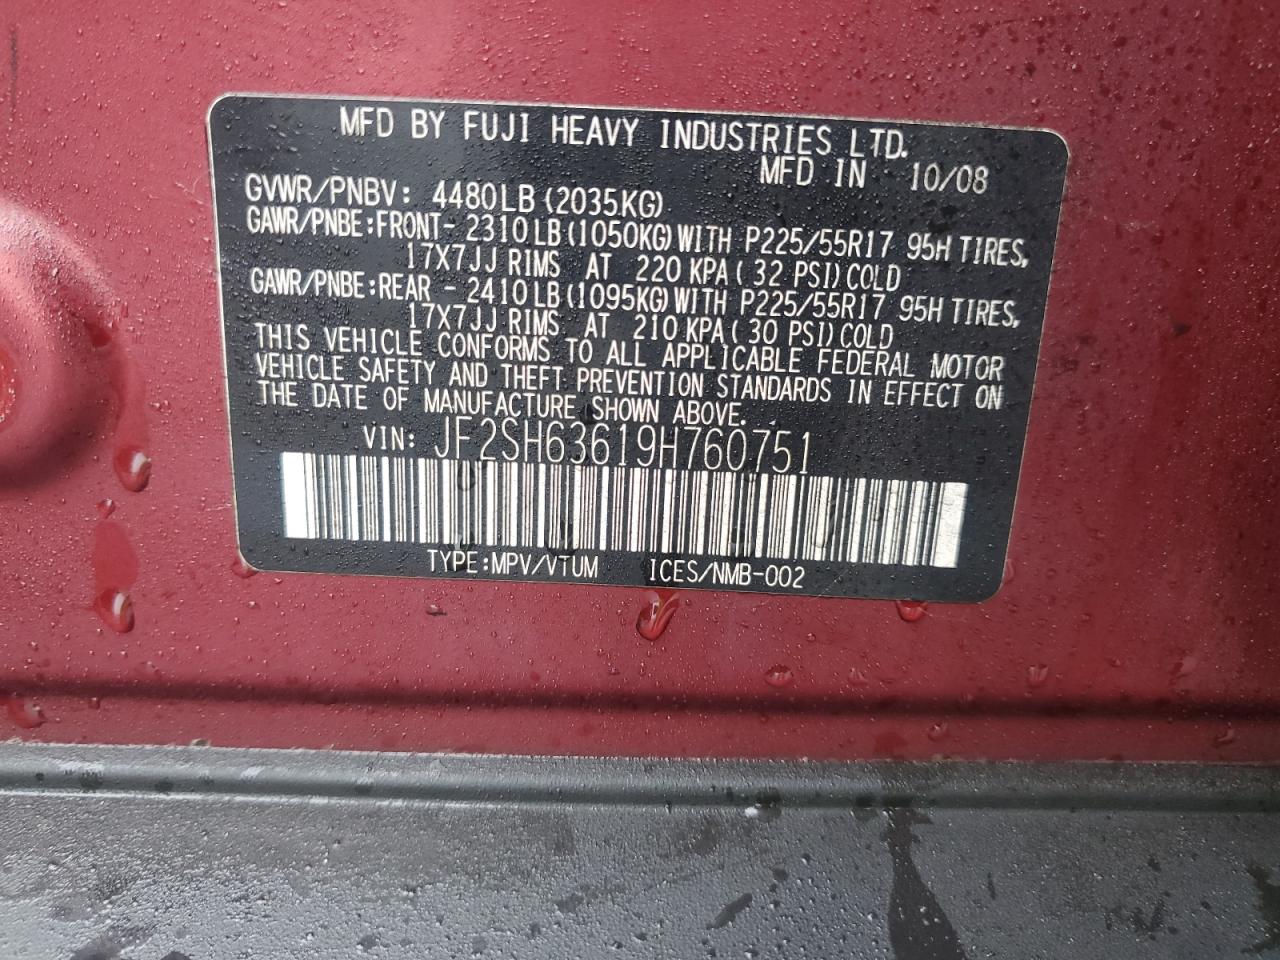 MFD BY FUJI HEAVY INDUSTRIES LTD.
MFD IN 10/08
GVWR/PNBV: 4480LB (2035KG)
GAWR/PNBE:FRONT- 2310LB (1050KG) WITH P225/55R17 95H TIRES,
17X7JJ RIMS AT 220 KPA ( 32 PSI) COLD
GAWR/PNBE:REAR - 2410LB (1095KG) WITH P225/55R17 95H TIRES,
17X7JJ RIMS AT 210 KPA ( 30 PSI) COLD
THIS VEHICLE CONFORMS TO ALL APPLICABLE FEDERAL MOTOR
VEHICLE SAFETY AND THEFT PREVENTION STANDARDS IN EFFECT ON
THE DATE OF MANUFACTURE SHOWN ABOVE.
VIN: JF2SH63619H760751
TYPE:MPV/VTUM ICES/NMB-002